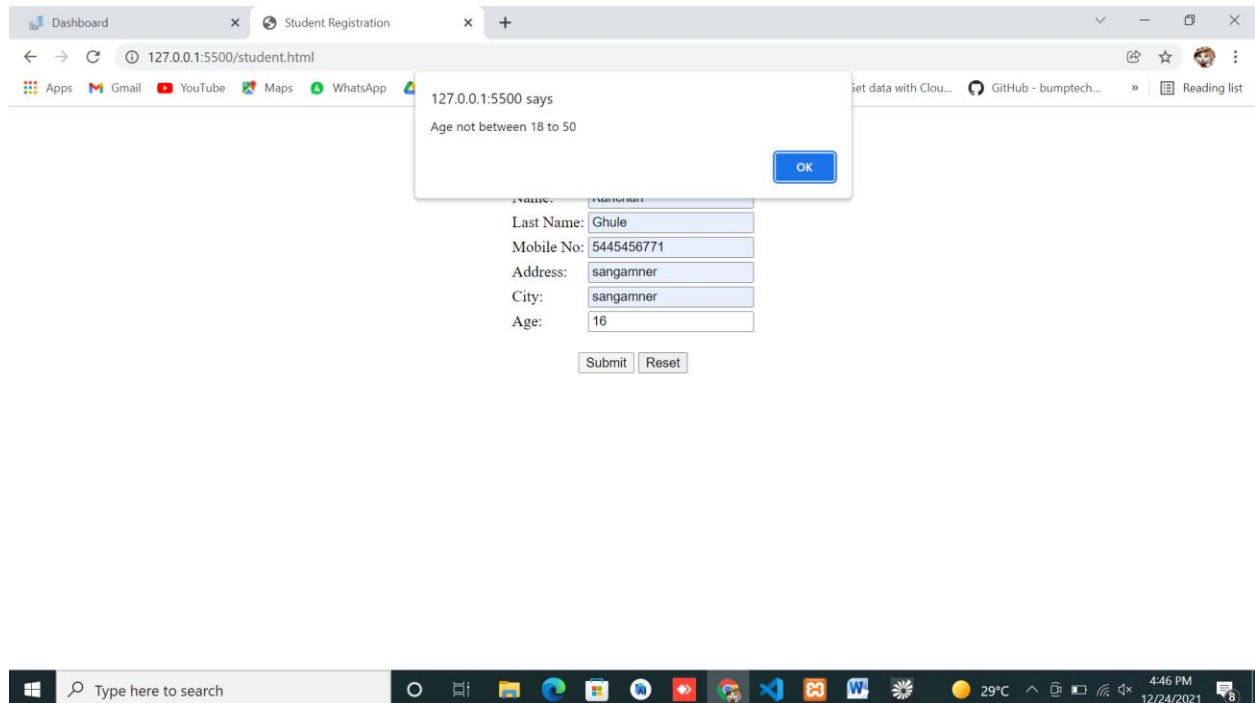 Dashboard
Student Registration
127.0.0.1:5500/student.html
Apps Gmail YouTube Maps WhatsApp
et data with Clou... GitHub - bumptech... » Reading list
127.0.0.1:5500 says
Age not between 18 to 50
OK
Name: Kanchan
Last Name: Ghule
Mobile No: 5445456771
Address: sangamner
City: sangamner
Age: 16
Submit Reset
Type here to search
29°C
4:46 PM
12/24/2021
8